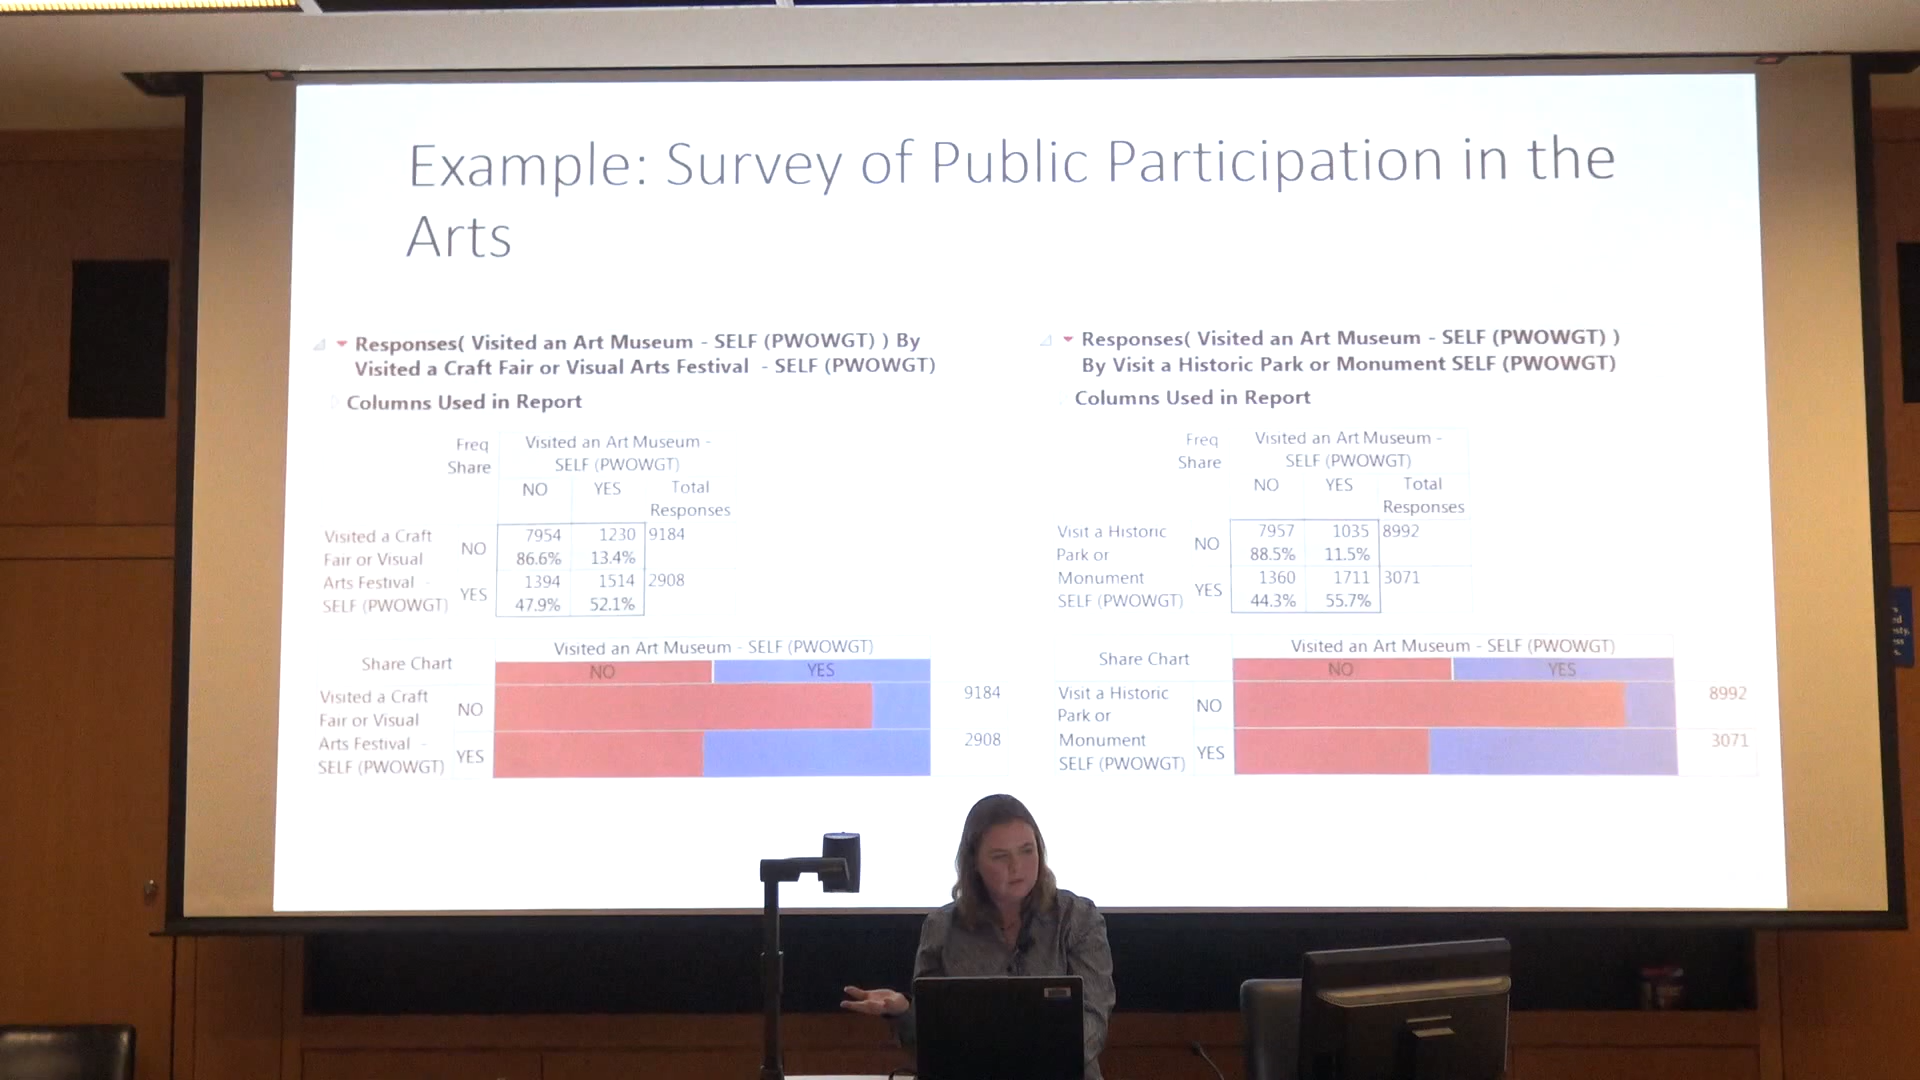 Example: Survey of Public Participation in the
Arts
Responses( Visited an Art Museum - SELF (PWOWGT) ) By
Visited a Craft Fair or Visual Arts Festival - SELF (PWOWGT)
Columns Used in Report
Freq
Share
Visited an Art Museum -
SELF (PWOWGT)
NO YES Total
Responses
Visited a Craft
Fair or Visual
Arts Festival -
SELF (PWOWGT)
NO 7954 1230 9184
86.6% 13.4%
YES 1394 1514 2908
47.9% 52.1%
Share Chart
Visited an Art Museum - SELF (PWOWGT)
NO YES
Visited a Craft
Fair or Visual
Arts Festival -
SELF (PWOWGT)
NO 9184
YES 2908
Responses( Visited an Art Museum - SELF (PWOWGT) )
By Visit a Historic Park or Monument SELF (PWOWGT)
Columns Used in Report
Freq
Share
Visited an Art Museum -
SELF (PWOWGT)
NO YES Total
Responses
Visit a Historic
Park or
Monument
SELF (PWOWGT)
NO 7957 1035 8992
88.5% 11.5%
YES 1360 1711 3071
44.3% 55.7%
Share Chart
Visited an Art Museum - SELF (PWOWGT)
NO YES
Visit a Historic
Park or
Monument
SELF (PWOWGT)
NO 8992
YES 3071